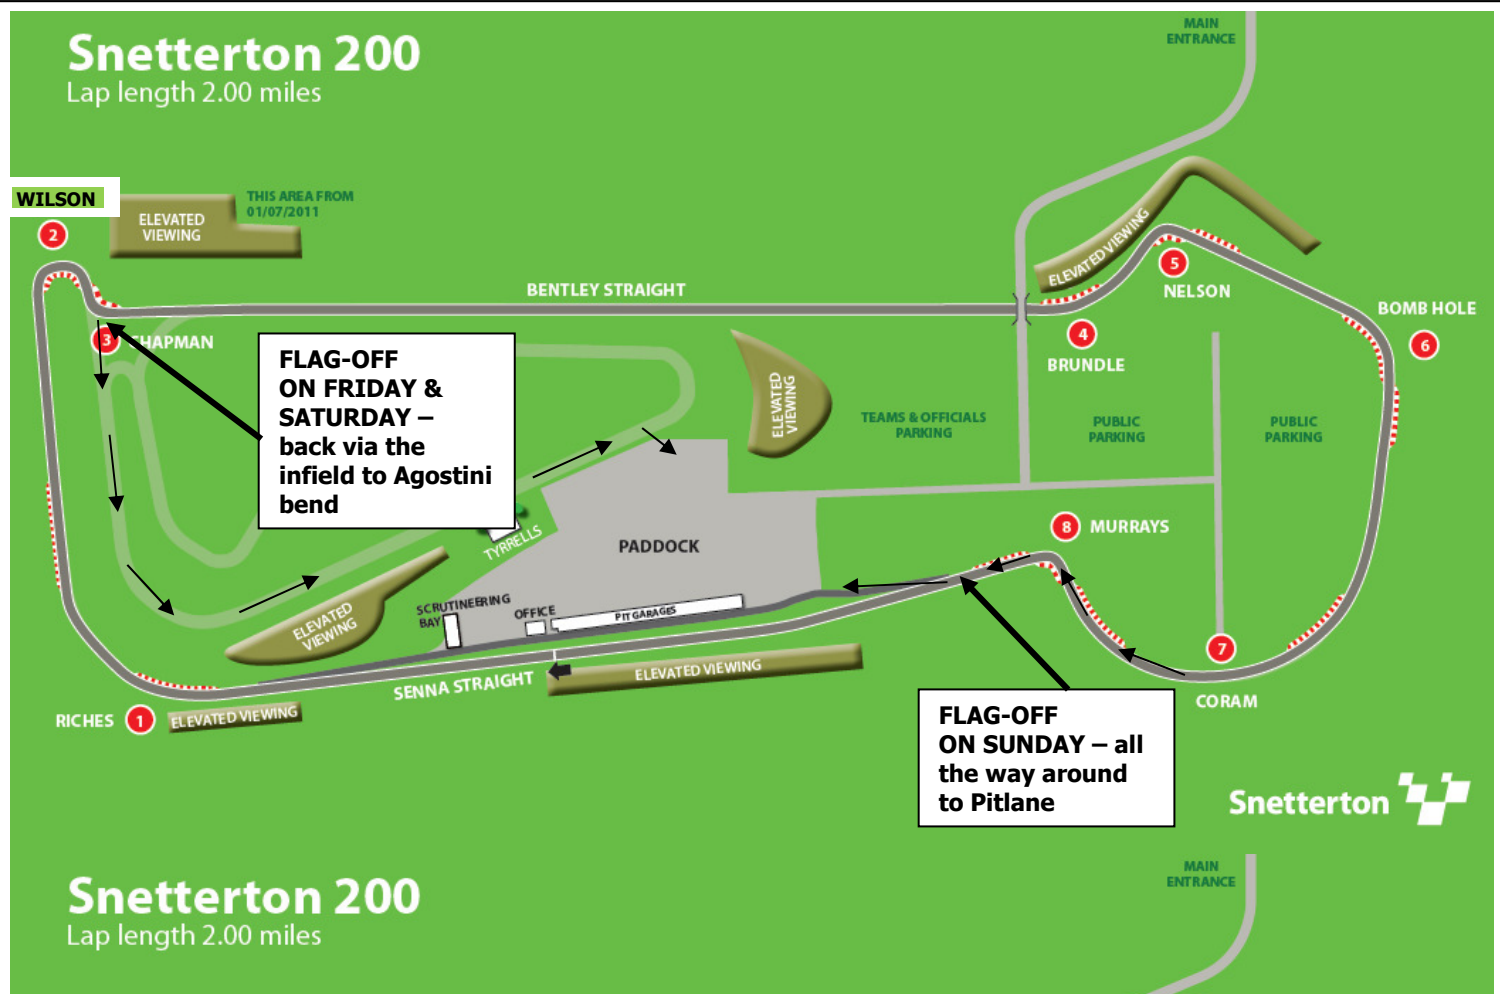 Snetterton 200
Lap length 2.00 miles
MAIN
ENTRANCE
WILSON
2
ELEVATED
VIEWING
THIS AREA FROM
01/07/2011
BENTLEY STRAIGHT
ELEVATED VIEWING
5
NELSON
BOMB HOLE
6
4
BRUNDLE
3
CHAPMAN
FLAG-OFF
ON FRIDAY &
SATURDAY –
back via the
infield to Agostini
bend
ELEVATED
VIEWING
TEAMS & OFFICIALS
PARKING
PUBLIC
PARKING
PUBLIC
PARKING
8
MURRAYS
TYRRELLS
PADDOCK
SCRUTINEERING
BAY
OFFICE
PIT GARAGES
ELEVATED
VIEWING
7
CORAM
SENNA STRAIGHT
ELEVATED VIEWING
RICHES
1
ELEVATED VIEWING
FLAG-OFF
ON SUNDAY – all
the way around
to Pitlane
Snetterton
Snetterton 200
Lap length 2.00 miles
MAIN
ENTRANCE